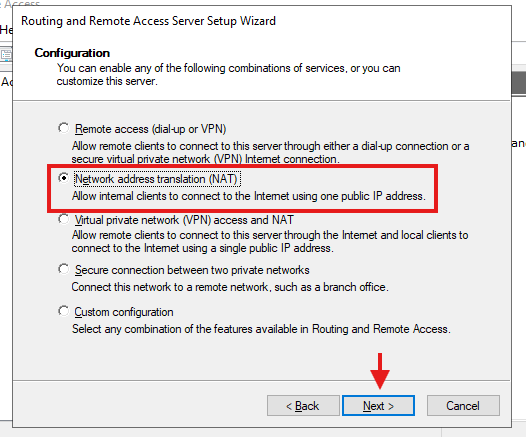 Routing and Remote Access Server Setup Wizard
Configuration
You can enable any of the following combinations of services, or you can
customize this server.
Remote access (dial-up or VPN)
Allow remote clients to connect to this server through either a dial-up connection or a
secure virtual private network (VPN) Internet connection.
Network address translation (NAT)
Allow internal clients to connect to the Internet using one public IP address.
Virtual private network (VPN) access and NAT
Allow remote clients to connect to this server through the Internet and local clients to
connect to the Internet using a single public IP address.
Secure connection between two private networks
Connect this network to a remote network, such as a branch office.
Custom configuration
Select any combination of the features available in Routing and Remote Access.
< Back
Next >
Cancel